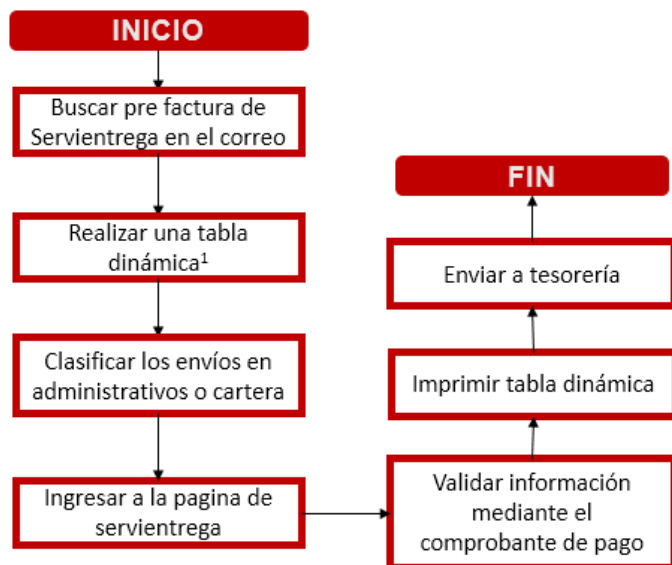 INICIO
Buscar pre factura de
Servientrega en el correo
Realizar una tabla
dinámica¹
Clasificar los envíos en
administrativos o cartera
Ingresar a la pagina de
servientrega
Validar información
mediante el
comprobante de pago
Imprimir tabla dinámica
Enviar a tesorería
FIN